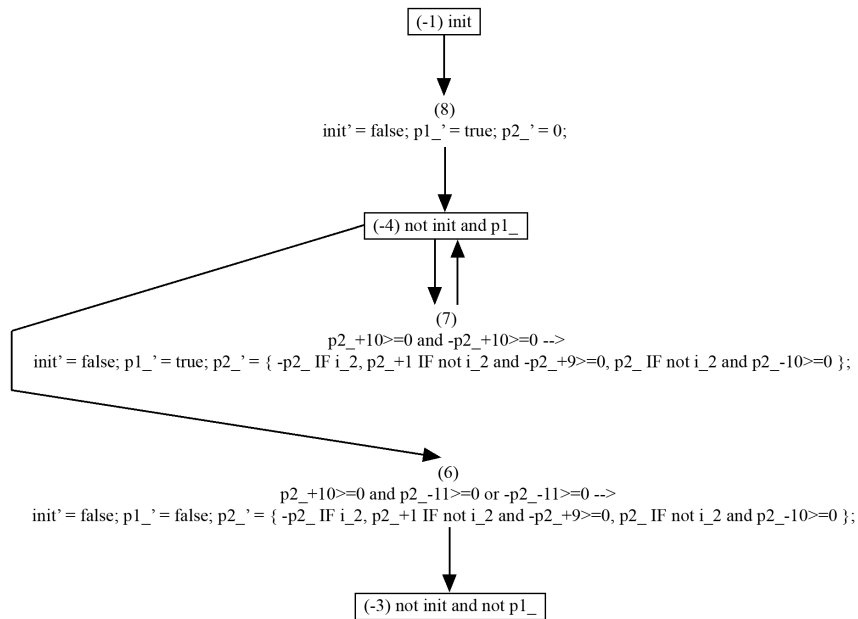 (-1) init
(8)
init’ = false; p1_’ = true; p2_’ = 0;
(-4) not init and p1_
(7)
p2_+10>=0 and -p2_+10>=0 -->
init’ = false; p1_’ = true; p2_’ = { -p2_ IF i_2, p2_+1 IF not i_2 and -p2_+9>=0, p2_ IF not i_2 and p2_-10>=0 };
(6)
p2_+10>=0 and p2_-11>=0 or -p2_-11>=0 -->
init’ = false; p1_’ = false; p2_’ = { -p2_ IF i_2, p2_+1 IF not i_2 and -p2_+9>=0, p2_ IF not i_2 and p2_-10>=0 };
(-3) not init and not p1_